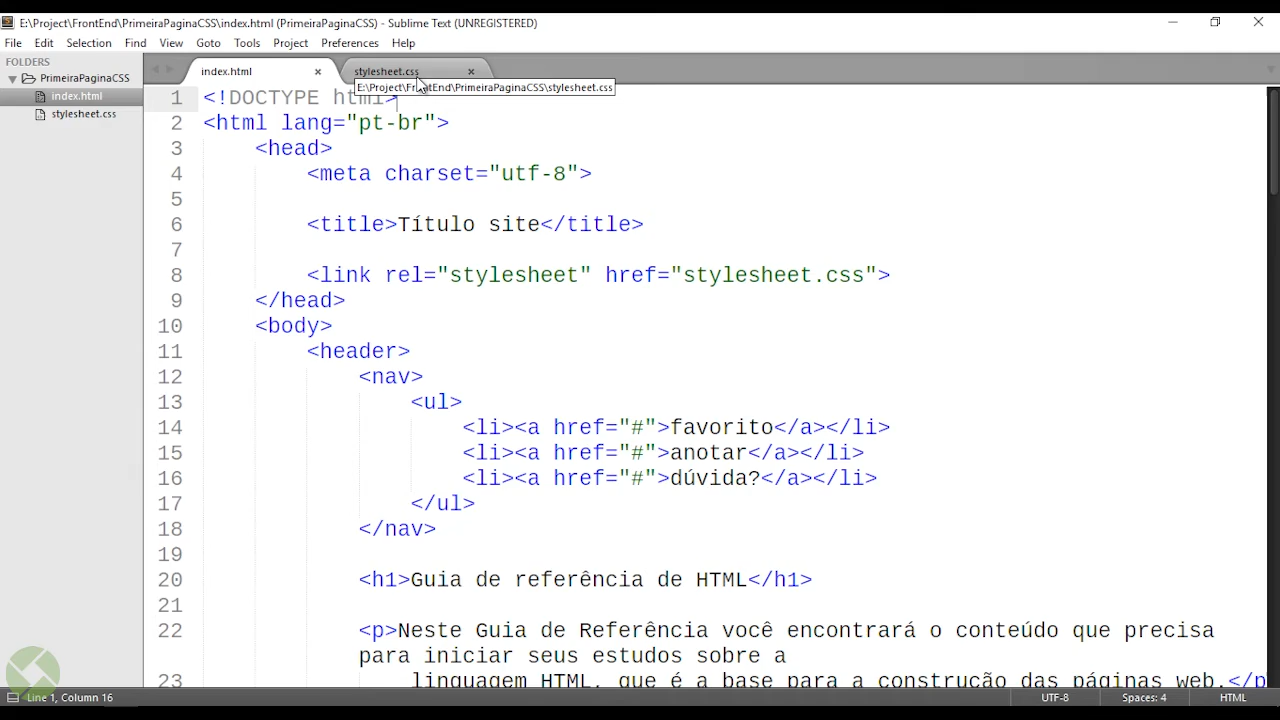 E:\Project\FrontEnd\PrimeiraPaginaCSS\index.html (PrimeiraPaginaCSS) - Sublime Text (UNREGISTERED)
File Edit Selection Find View Goto Tools Project Preferences Help
FOLDERS
PrimeiraPaginaCSS
index.html
stylesheet.css
index.html
stylesheet.css
E:\Project\FrontEnd\PrimeiraPaginaCSS\stylesheet.css
1 <!DOCTYPE html>
2 <html lang="pt-br">
3 <head>
4 <meta charset="utf-8">
5
6 <title>Título site</title>
7
8 <link rel="stylesheet" href="stylesheet.css">
9 </head>
10 <body>
11 <header>
12 <nav>
13 <ul>
14 <li><a href="#">favorito</a></li>
15 <li><a href="#">anotar</a></li>
16 <li><a href="#">dúvida?</a></li>
17 </ul>
18 </nav>
19
20 <h1>Guia de referência de HTML</h1>
21
22 <p>Neste Guia de Referência você encontrará o conteúdo que precisa
para iniciar seus estudos sobre a
23 linguagem HTML, que é a base para a construção das páginas web.</p
Line 1, Column 16
UTF-8
Spaces: 4
HTML